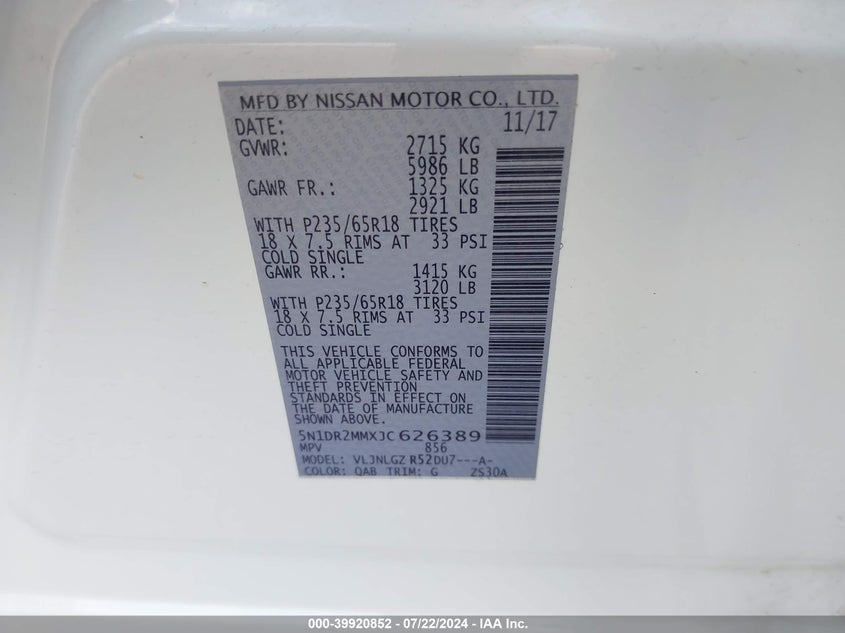 MFD BY NISSAN MOTOR CO., LTD.
DATE: 11/17
GVWR: 2715 KG
5986 LB
GAWR FR.: 1325 KG
2921 LB
WITH P235/65R18 TIRES
18 X 7.5 RIMS AT 33 PSI
COLD SINGLE
GAWR RR.: 1415 KG
3120 LB
WITH P235/65R18 TIRES
18 X 7.5 RIMS AT 33 PSI
COLD SINGLE
THIS VEHICLE CONFORMS TO
ALL APPLICABLE FEDERAL
MOTOR VEHICLE SAFETY AND
THEFT PREVENTION
STANDARDS IN EFFECT ON
THE DATE OF MANUFACTURE
SHOWN ABOVE.
5N1DR2MMXJC626389
MPV 856
MODEL: VLJNLGZ R52DU7---A-
COLOR: QAB TRIM: G ZS30A
000-39920852 - 07/22/2024 - IAA Inc.